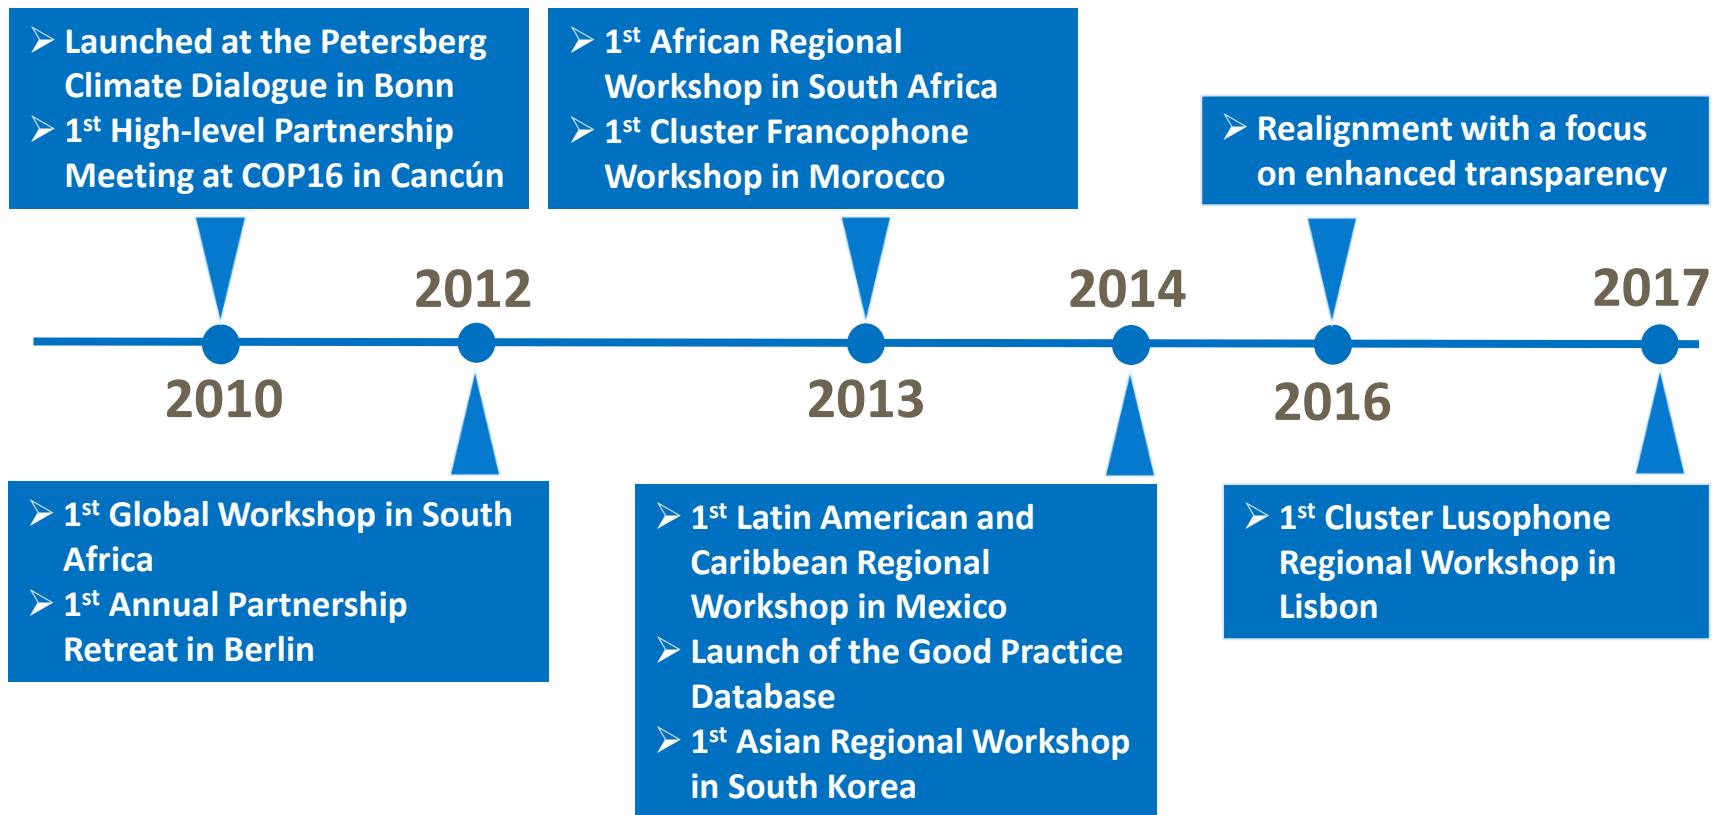 ➢ Launched at the Petersberg
Climate Dialogue in Bonn
➢ 1st High-level Partnership
Meeting at COP16 in Cancún
➢ 1st African Regional
Workshop in South Africa
➢ 1st Cluster Francophone
Workshop in Morocco
➢ Realignment with a focus
on enhanced transparency
2010
2012
2013
2014
2016
2017
➢ 1st Global Workshop in South
Africa
➢ 1st Annual Partnership
Retreat in Berlin
➢ 1st Latin American and
Caribbean Regional
Workshop in Mexico
➢ Launch of the Good Practice
Database
➢ 1st Asian Regional Workshop
in South Korea
➢ 1st Cluster Lusophone
Regional Workshop in
Lisbon